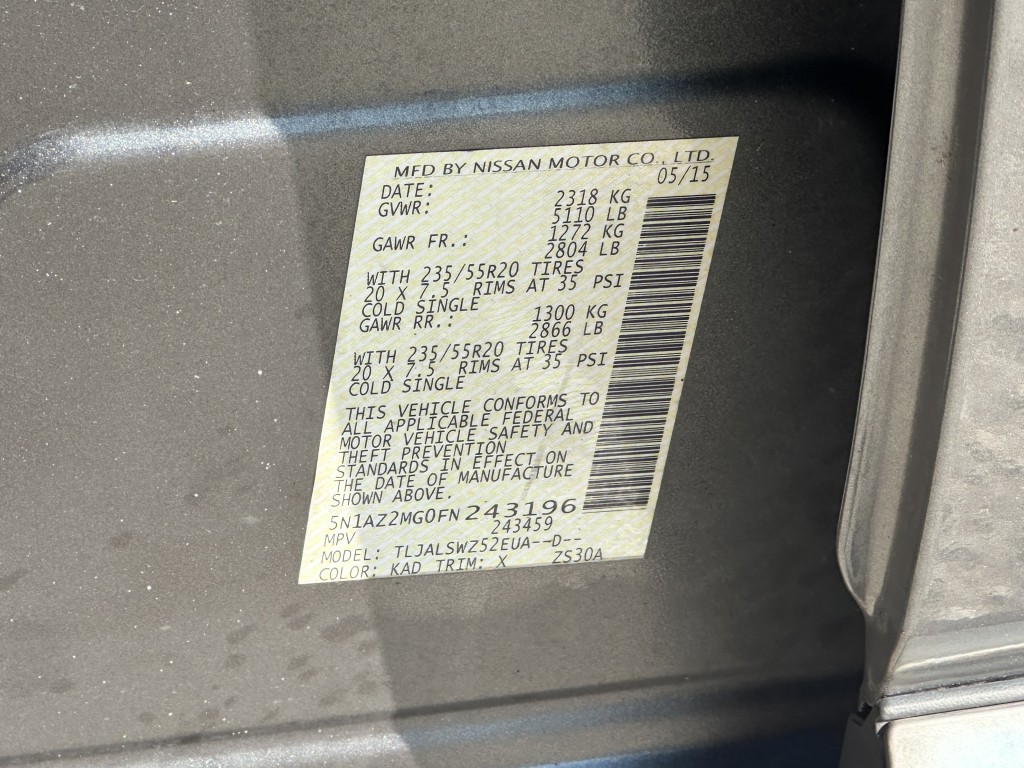 MFD BY NISSAN MOTOR CO., LTD.
DATE: 05/15
GVWR: 2318 KG
5110 LB
GAWR FR.: 1272 KG
2804 LB
WITH 235/55R20 TIRES
20 X 7.5 RIMS AT 35 PSI
COLD SINGLE
GAWR RR.: 1300 KG
2866 LB
WITH 235/55R20 TIRES
20 X 7.5 RIMS AT 35 PSI
COLD SINGLE
THIS VEHICLE CONFORMS TO
ALL APPLICABLE FEDERAL
MOTOR VEHICLE SAFETY AND
THEFT PREVENTION
STANDARDS IN EFFECT ON
THE DATE OF MANUFACTURE
SHOWN ABOVE.
5N1AZ2MG0FN243196
MPV 243459
MODEL: TLJALSWZ52EUA--D--
COLOR: KAD TRIM: X ZS30A